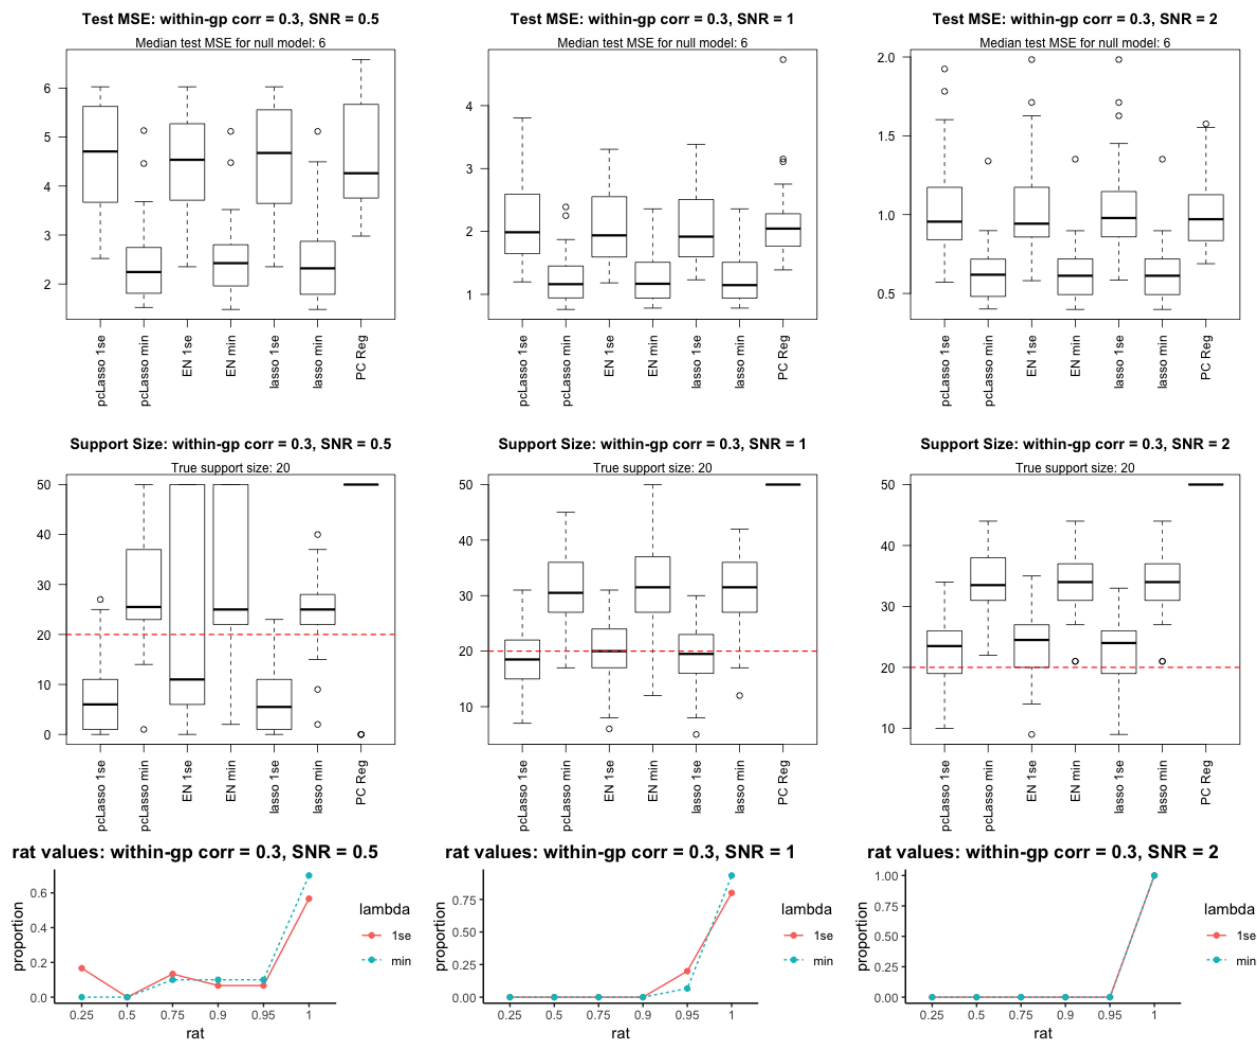 Test MSE: within-gp corr = 0.3, SNR = 0.5
Median test MSE for null model: 6
6
5
4
3
2
pcLasso 1se
pcLasso min
EN 1se
EN min
lasso 1se
lasso min
PC Reg
Test MSE: within-gp corr = 0.3, SNR = 1
Median test MSE for null model: 6
4
3
2
1
pcLasso 1se
pcLasso min
EN 1se
EN min
lasso 1se
lasso min
PC Reg
Test MSE: within-gp corr = 0.3, SNR = 2
Median test MSE for null model: 6
2.0
1.5
1.0
0.5
pcLasso 1se
pcLasso min
EN 1se
EN min
lasso 1se
lasso min
PC Reg
Support Size: within-gp corr = 0.3, SNR = 0.5
True support size: 20
50
40
30
20
10
0
pcLasso 1se
pcLasso min
EN 1se
EN min
lasso 1se
lasso min
PC Reg
Support Size: within-gp corr = 0.3, SNR = 1
True support size: 20
50
40
30
20
10
pcLasso 1se
pcLasso min
EN 1se
EN min
lasso 1se
lasso min
PC Reg
Support Size: within-gp corr = 0.3, SNR = 2
True support size: 20
50
40
30
20
10
pcLasso 1se
pcLasso min
EN 1se
EN min
lasso 1se
lasso min
PC Reg
rat values: within-gp corr = 0.3, SNR = 0.5
proportion
0.6
0.4
0.2
0.0
0.25 0.5 0.75 0.9 0.95 1
rat
lambda
1se
min
rat values: within-gp corr = 0.3, SNR = 1
proportion
0.75
0.50
0.25
0.00
0.25 0.5 0.75 0.9 0.95 1
rat
lambda
1se
min
rat values: within-gp corr = 0.3, SNR = 2
proportion
1.00
0.75
0.50
0.25
0.00
0.25 0.5 0.75 0.9 0.95 1
rat
lambda
1se
min